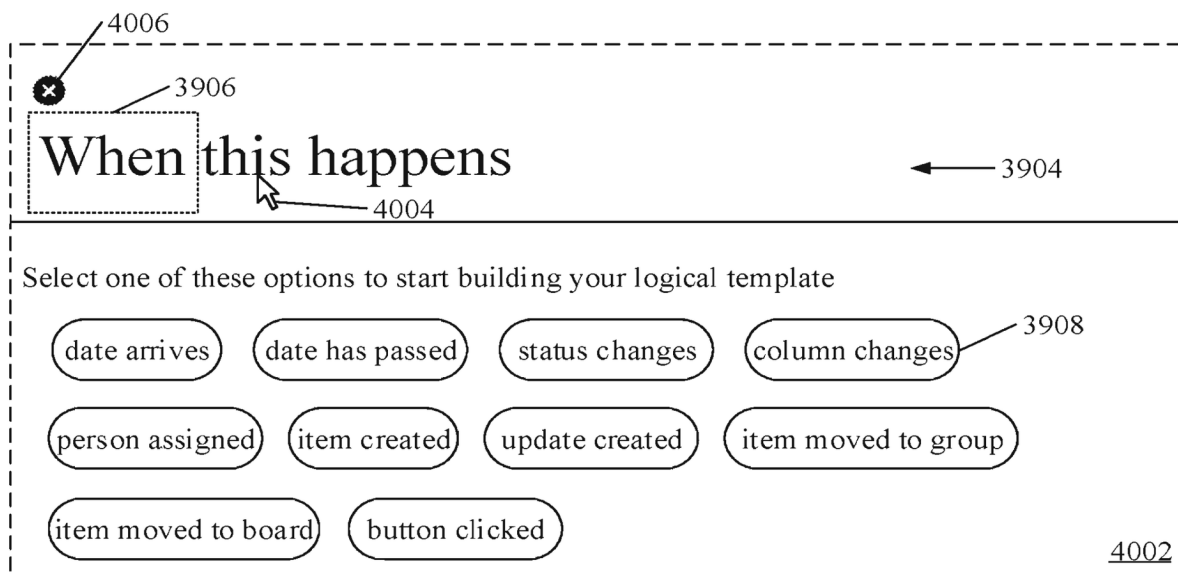 4006
3906
When this happens
3904
4004
Select one of these options to start building your logical template
3908
date arrives date has passed status changes column changes
person assigned item created update created item moved to group
item moved to board button clicked
4002